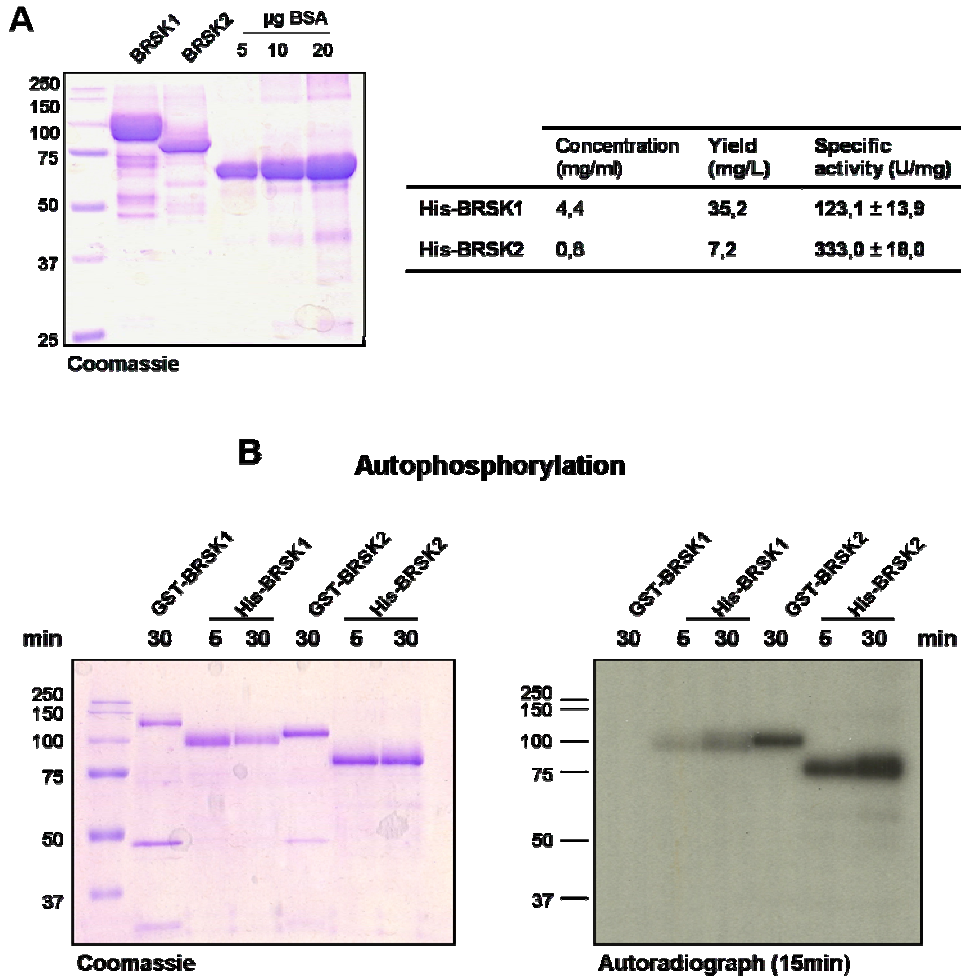 A
BRSK1 BRSK2 µg BSA
5 10 20
250
150
100
75
50
37
25
Coomassie
Concentration (mg/ml) Yield (mg/L) Specific activity (U/mg)
His-BRSK1 4,4 35,2 123,1 ± 13,9
His-BRSK2 0,8 7,2 333,0 ± 18,0
B
Autophosphorylation
GST-BRSK1 His-BRSK1 GST-BRSK2 His-BRSK2
min 30 5 30 30 5 30
250
150
100
75
50
37
Coomassie
GST-BRSK1 His-BRSK1 GST-BRSK2 His-BRSK2
30 5 30 30 5 30 min
250
150
100
75
50
37
Autoradiograph (15min)